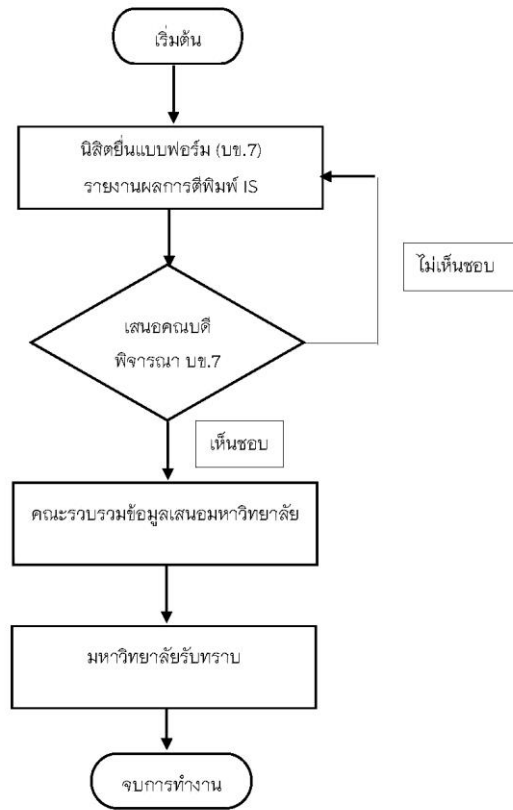 เริ่มต้น
นิสิตยื่นแบบฟอร์ม (บข.7)
รายงานผลการตีพิมพ์ IS
ไม่เห็นชอบ
เสนอคณบดี
พิจารณา บข.7
เห็นชอบ
คณะรวบรวมข้อมูลเสนอมหาวิทยาลัย
มหาวิทยาลัยรับทราบ
จบการทำงาน